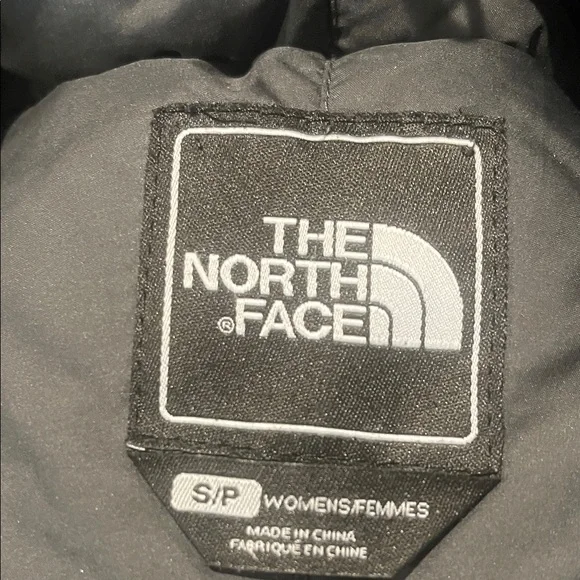 THE
NORTH
® FACE
S/P WOMENS/FEMMES
MADE IN CHINA
FABRIQUÉ EN CHINE